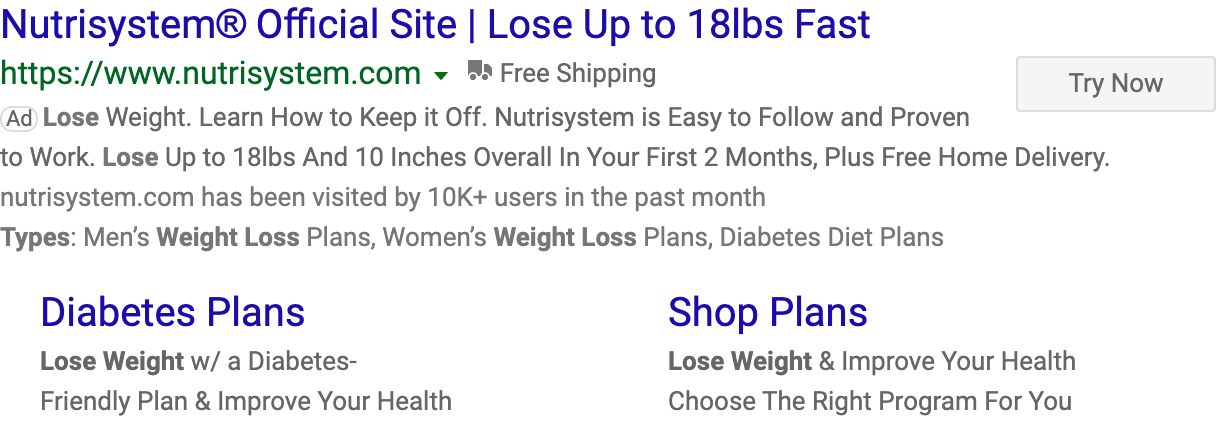 Nutrisystem® Official Site | Lose Up to 18lbs Fast
https://www.nutrisystem.com Free Shipping
Try Now
Ad Lose Weight. Learn How to Keep it Off. Nutrisystem is Easy to Follow and Proven
to Work. Lose Up to 18lbs And 10 Inches Overall In Your First 2 Months, Plus Free Home Delivery.
nutrisystem.com has been visited by 10K+ users in the past month
Types: Men’s Weight Loss Plans, Women’s Weight Loss Plans, Diabetes Diet Plans
Diabetes Plans
Lose Weight w/ a Diabetes-
Friendly Plan & Improve Your Health
Shop Plans
Lose Weight & Improve Your Health
Choose The Right Program For You